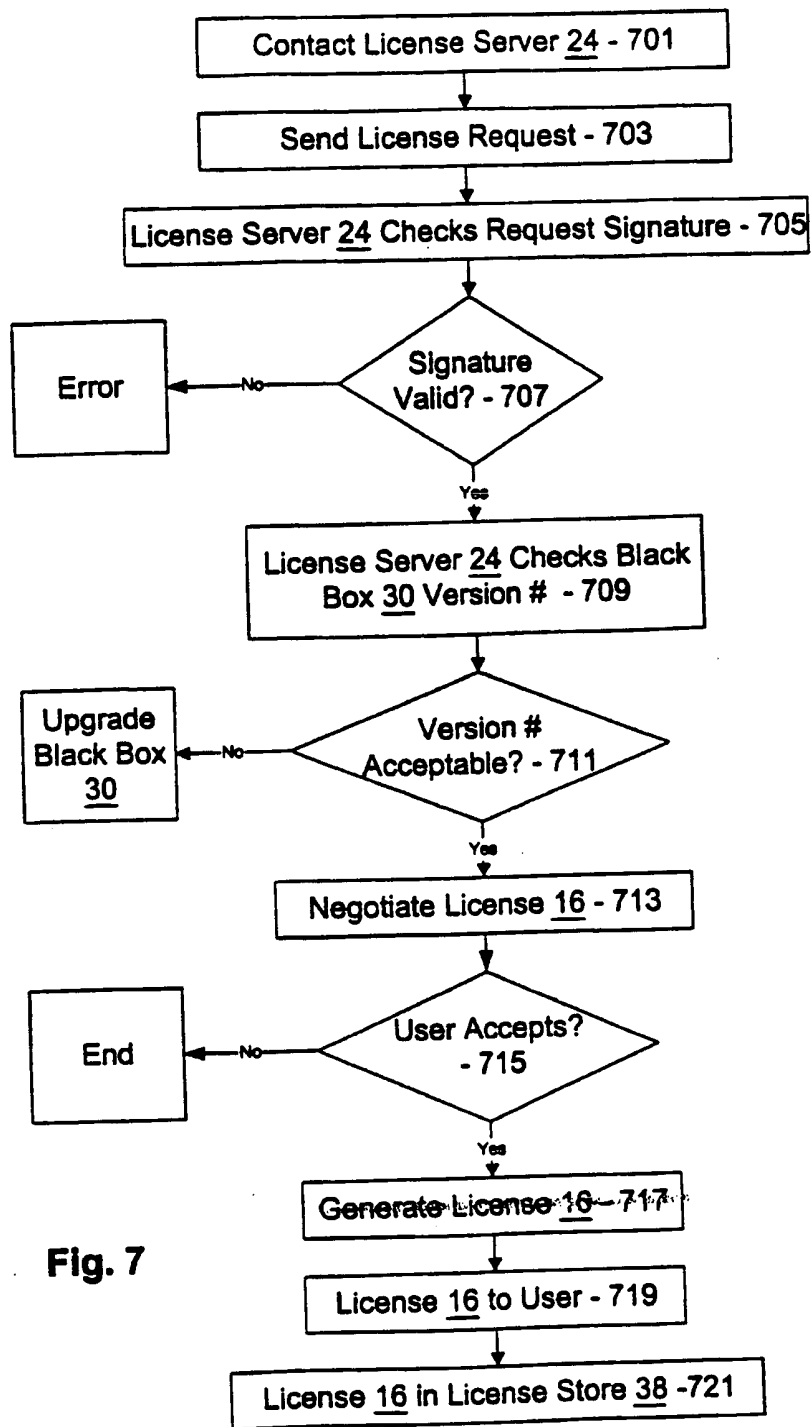 Contact License Server 24 - 701
Send License Request - 703
License Server 24 Checks Request Signature - 705
Signature
Valid? - 707
No
Error
Yes
License Server 24 Checks Black
Box 30 Version # - 709
Version #
Acceptable? - 711
No
Upgrade
Black Box
30
Yes
Negotiate License 16 - 713
User Accepts?
- 715
No
End
Yes
Generate License 16 - 717
Fig. 7
License 16 to User - 719
License 16 in License Store 38 -721